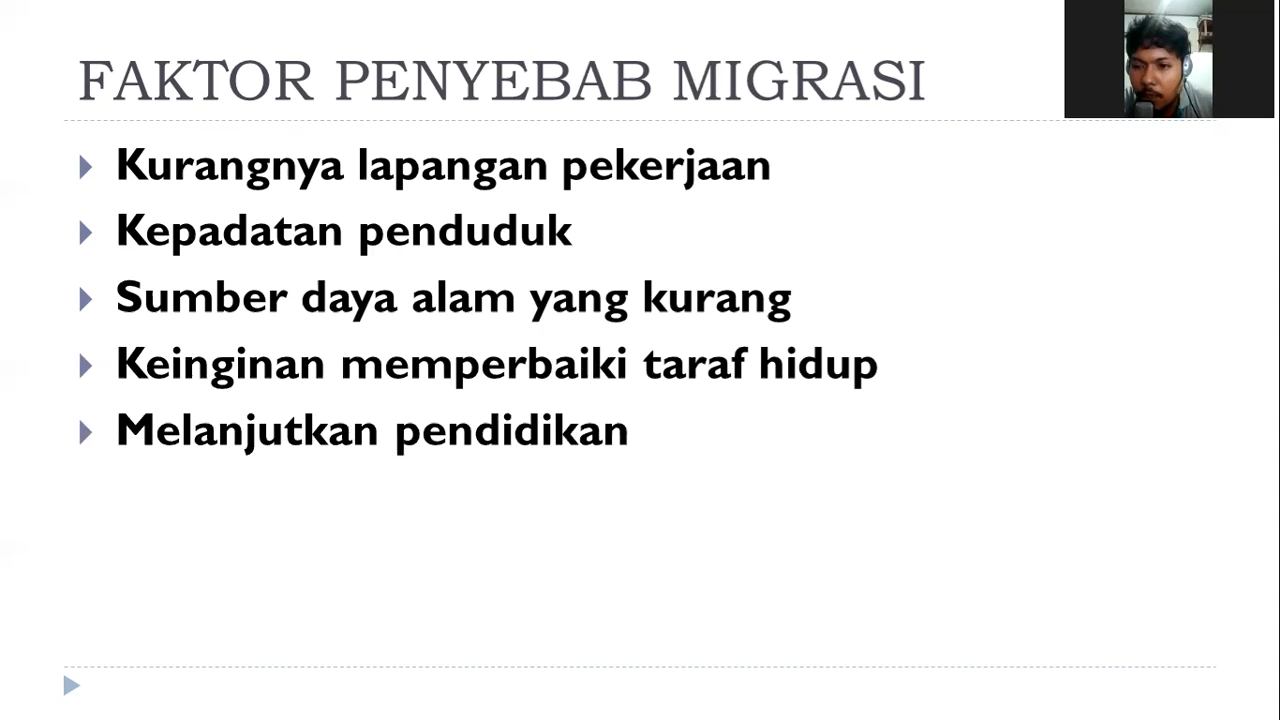 FAKTOR PENYEBAB MIGRASI
Kurangnya lapangan pekerjaan
Kepadatan penduduk
Sumber daya alam yang kurang
Keinginan memperbaiki taraf hidup
Melanjutkan pendidikan